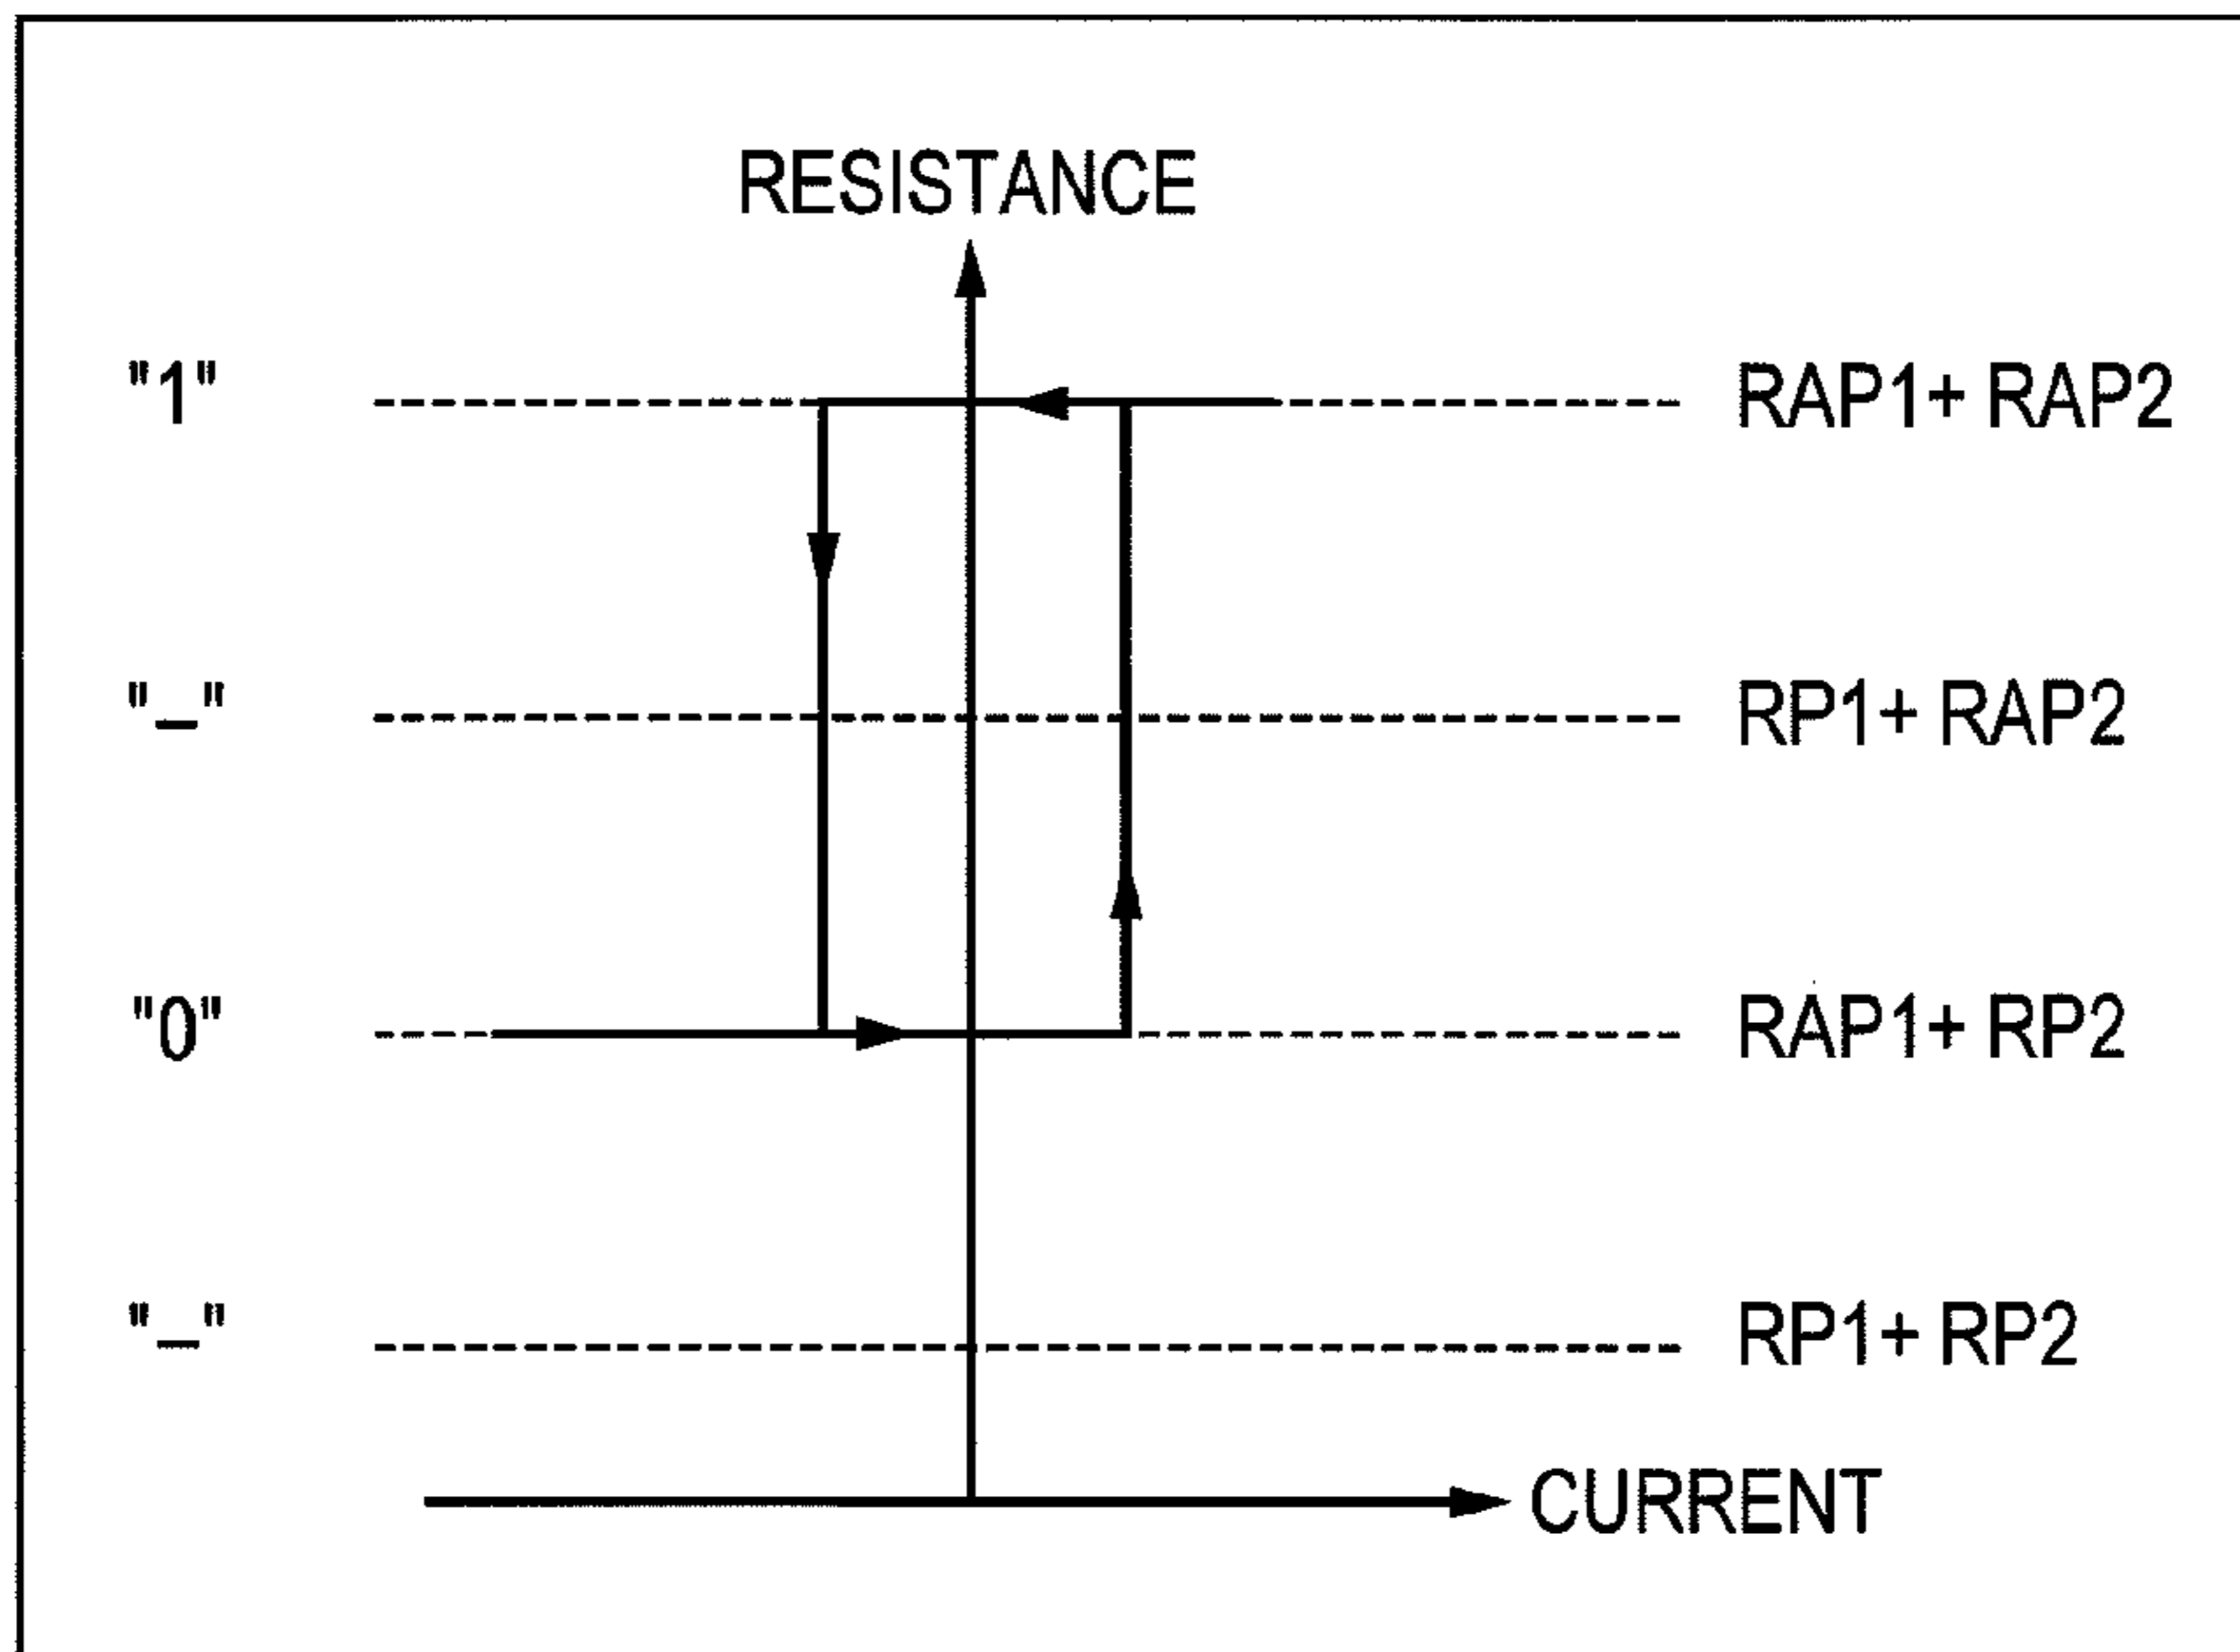 RESISTANCE
"1" RAP1+ RAP2
"_" RP1+ RAP2
"0" RAP1+ RP2
"_" RP1+ RP2
CURRENT